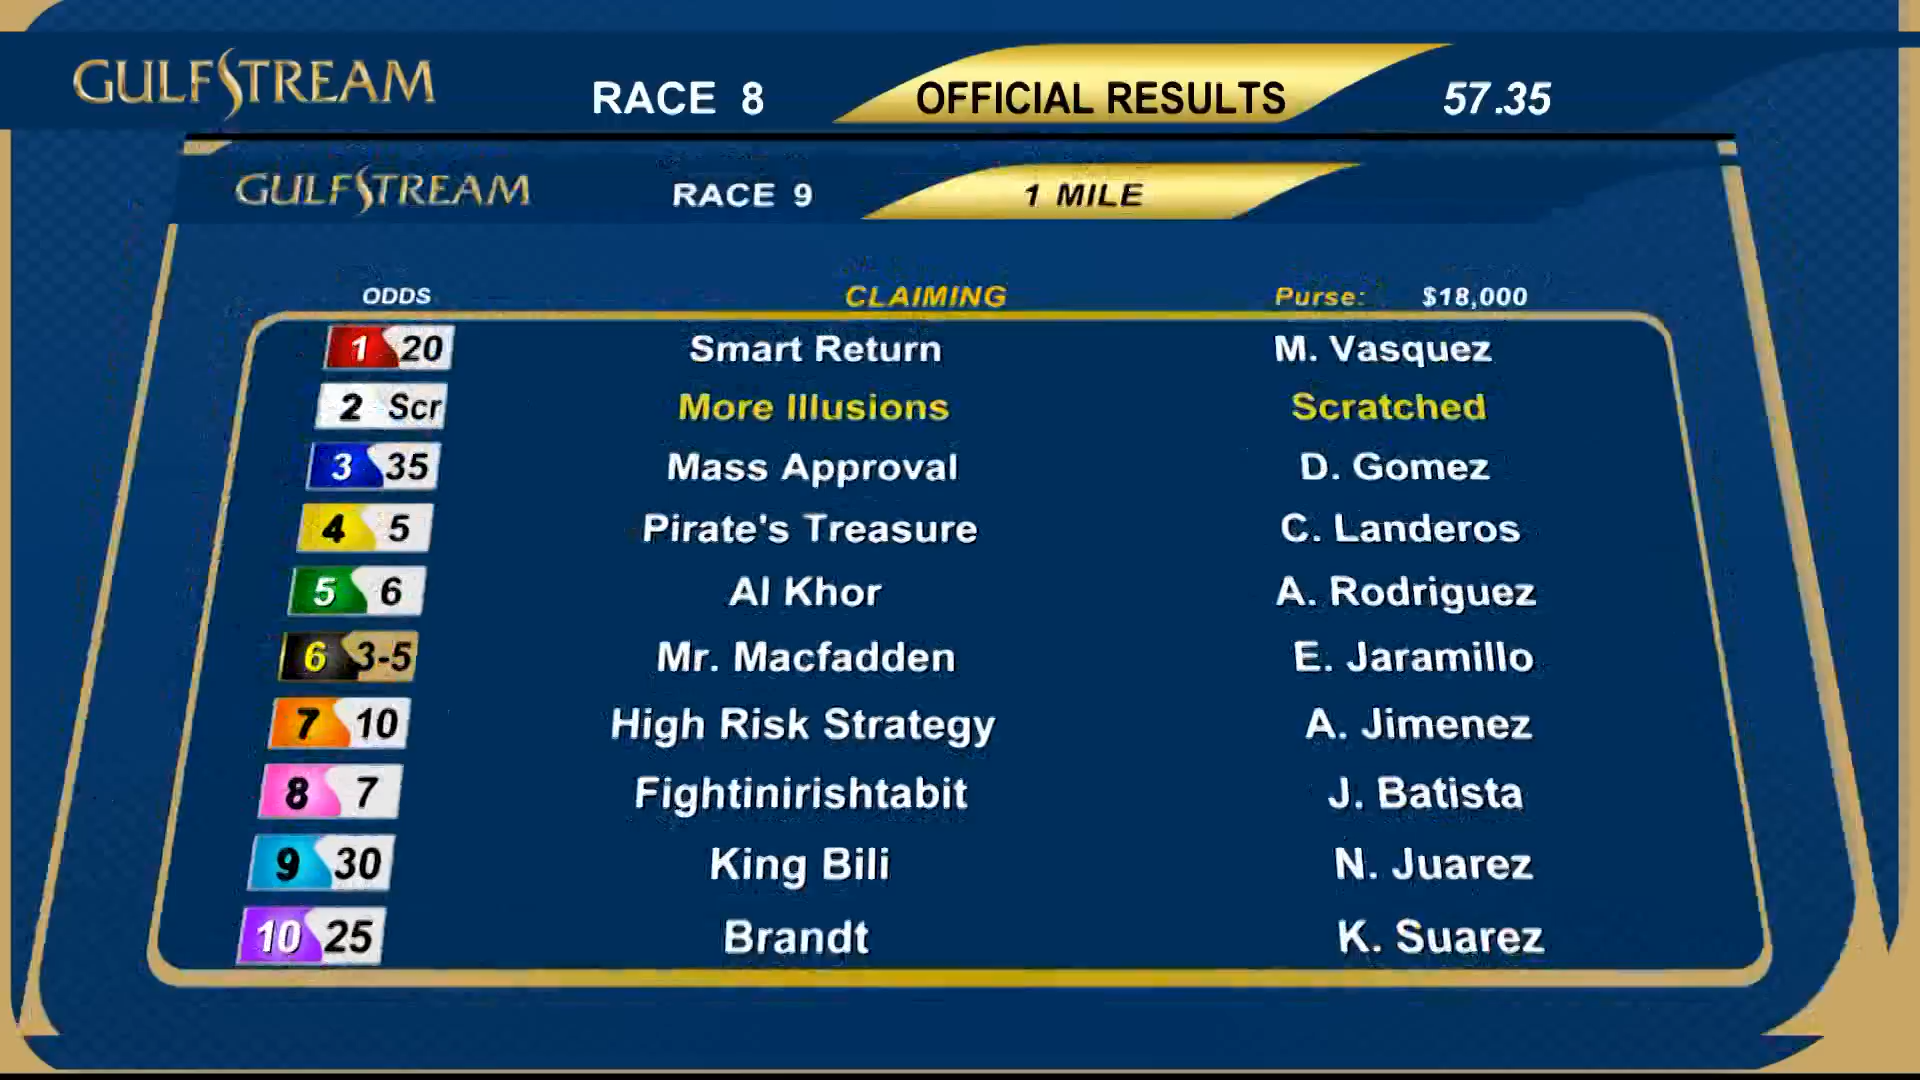 GULFSTREAM RACE 8 OFFICIAL RESULTS 57.35
GULFSTREAM RACE 9 1 MILE
ODDS CLAIMING Purse: $18,000
1 20 Smart Return M. Vasquez
2 Scr More Illusions Scratched
3 35 Mass Approval D. Gomez
4 5 Pirate's Treasure C. Landeros
5 6 Al Khor A. Rodriguez
6 3-5 Mr. Macfadden E. Jaramillo
7 10 High Risk Strategy A. Jimenez
8 7 Fightinirishtabit J. Batista
9 30 King Bili N. Juarez
10 25 Brandt K. Suarez